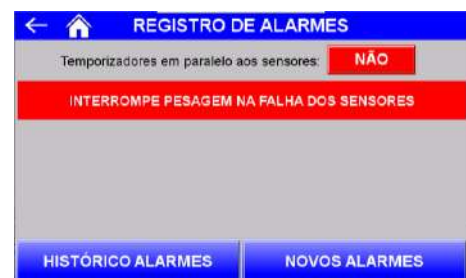 REGISTRO DE ALARMES
Temporizadores em paralelo aos sensores: NÃO
INTERROMPE PESAGEM NA FALHA DOS SENSORES
HISTÓRICO ALARMES NOVOS ALARMES